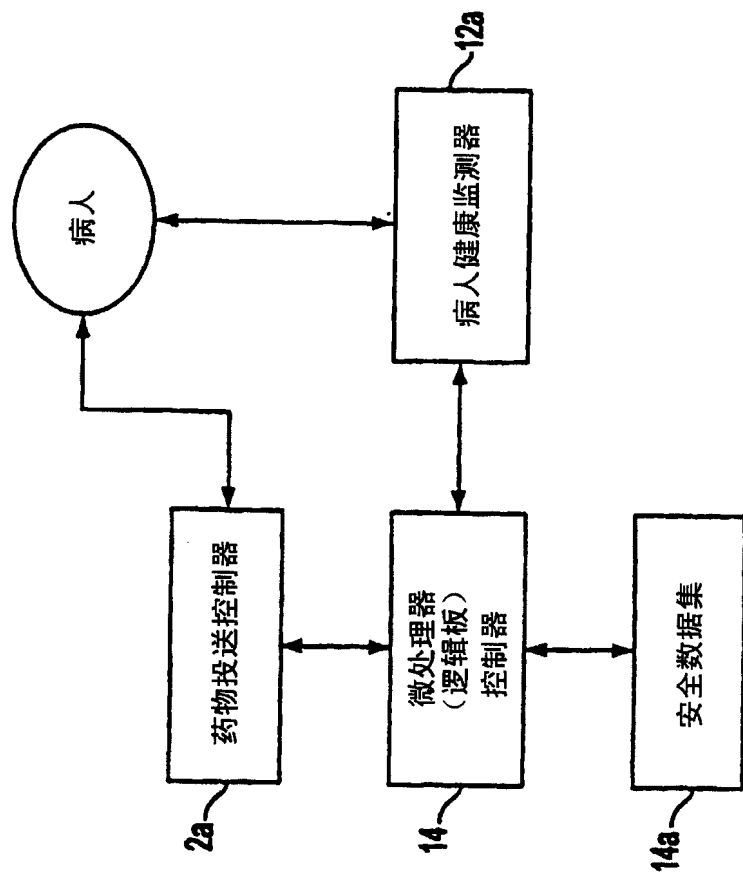 病人
病人健康监测器
12a
药物投送控制器
2a
微处理器
（逻辑板）
控制器
14
安全数据集
14a